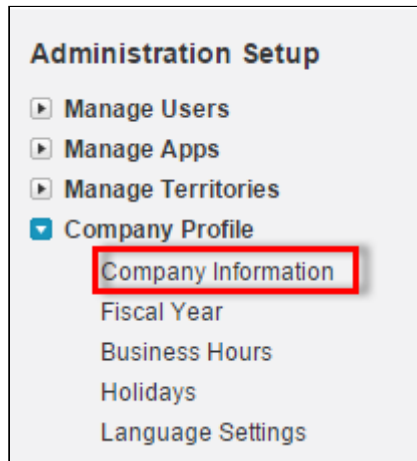 Administration Setup
Manage Users
Manage Apps
Manage Territories
Company Profile
Company Information
Fiscal Year
Business Hours
Holidays
Language Settings